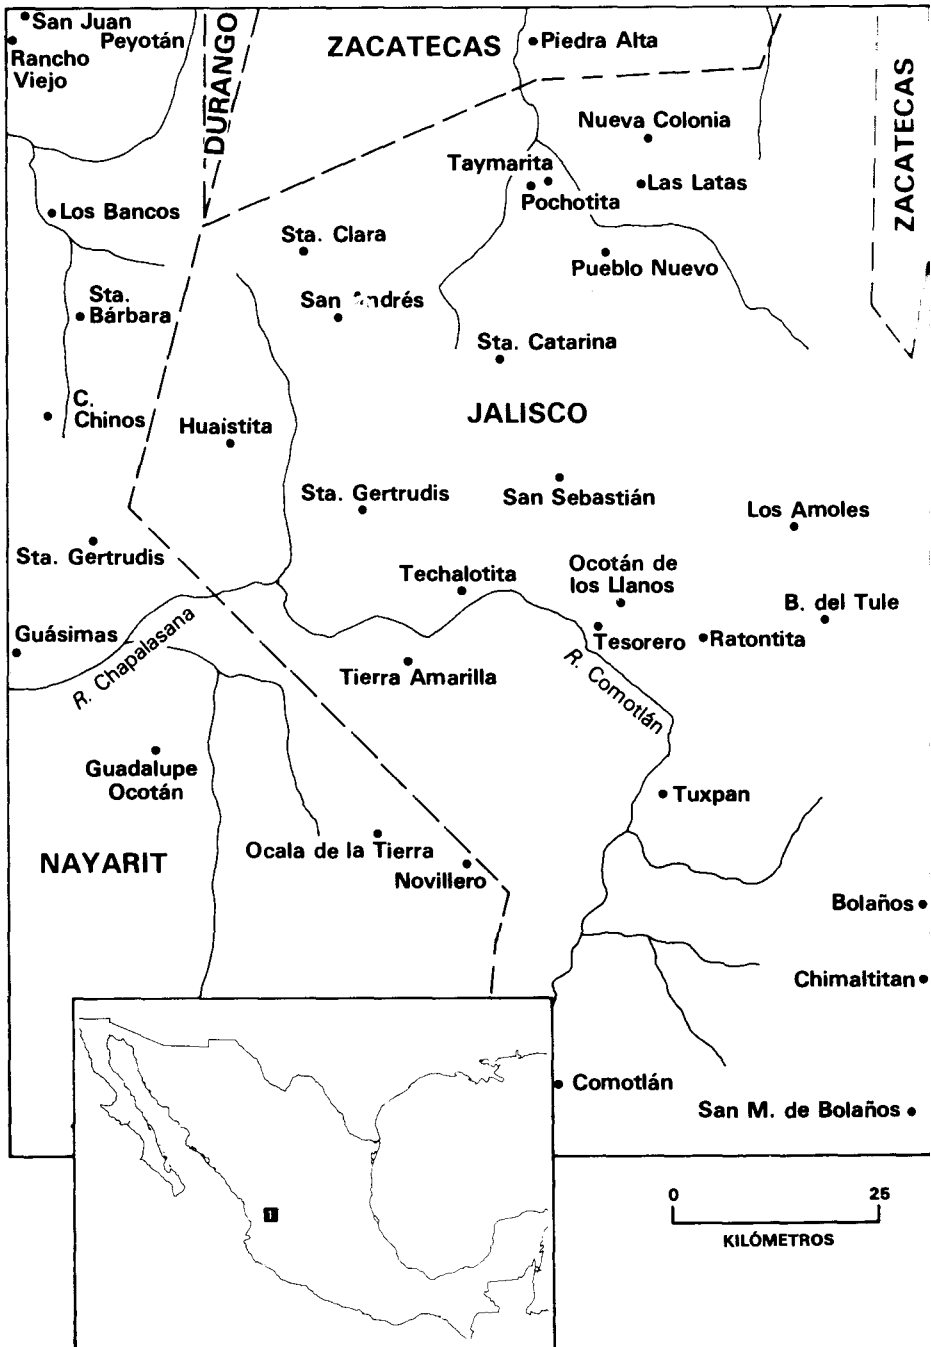 San Juan
Peyotán
Rancho
Viejo
DURANGO
ZACATECAS
Piedra Alta
ZACATECAS
Nueva Colonia
Taymarita
Pochotita
Las Latas
Los Bancos
Sta. Clara
Pueblo Nuevo
Sta.
Bárbara
San Andrés
Sta. Catarina
C.
Chinos
JALISCO
Huaistita
Sta. Gertrudis
San Sebastián
Los Amoles
Sta. Gertrudis
Techalotita
Ocotán de
los Llanos
B. del Tule
Guásimas
R. Chapalasana
Tesorero
Ratontita
Tierra Amarilla
R. Comotlán
Guadalupe
Ocotán
Tuxpan
NAYARIT
Ocala de la Tierra
Novillero
Bolaños
Chimaltitan
Comotlán
San M. de Bolaños
1
0 25
KILÓMETROS